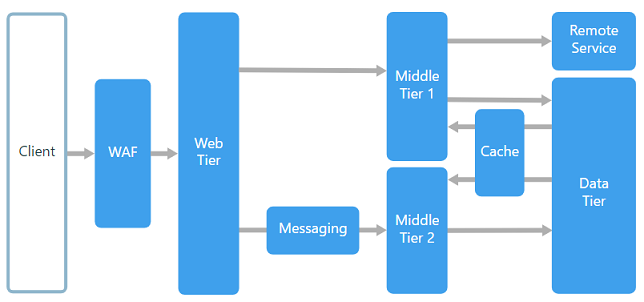 Client
WAF
Web
Tier
Messaging
Middle
Tier 1
Middle
Tier 2
Cache
Remote
Service
Data
Tier